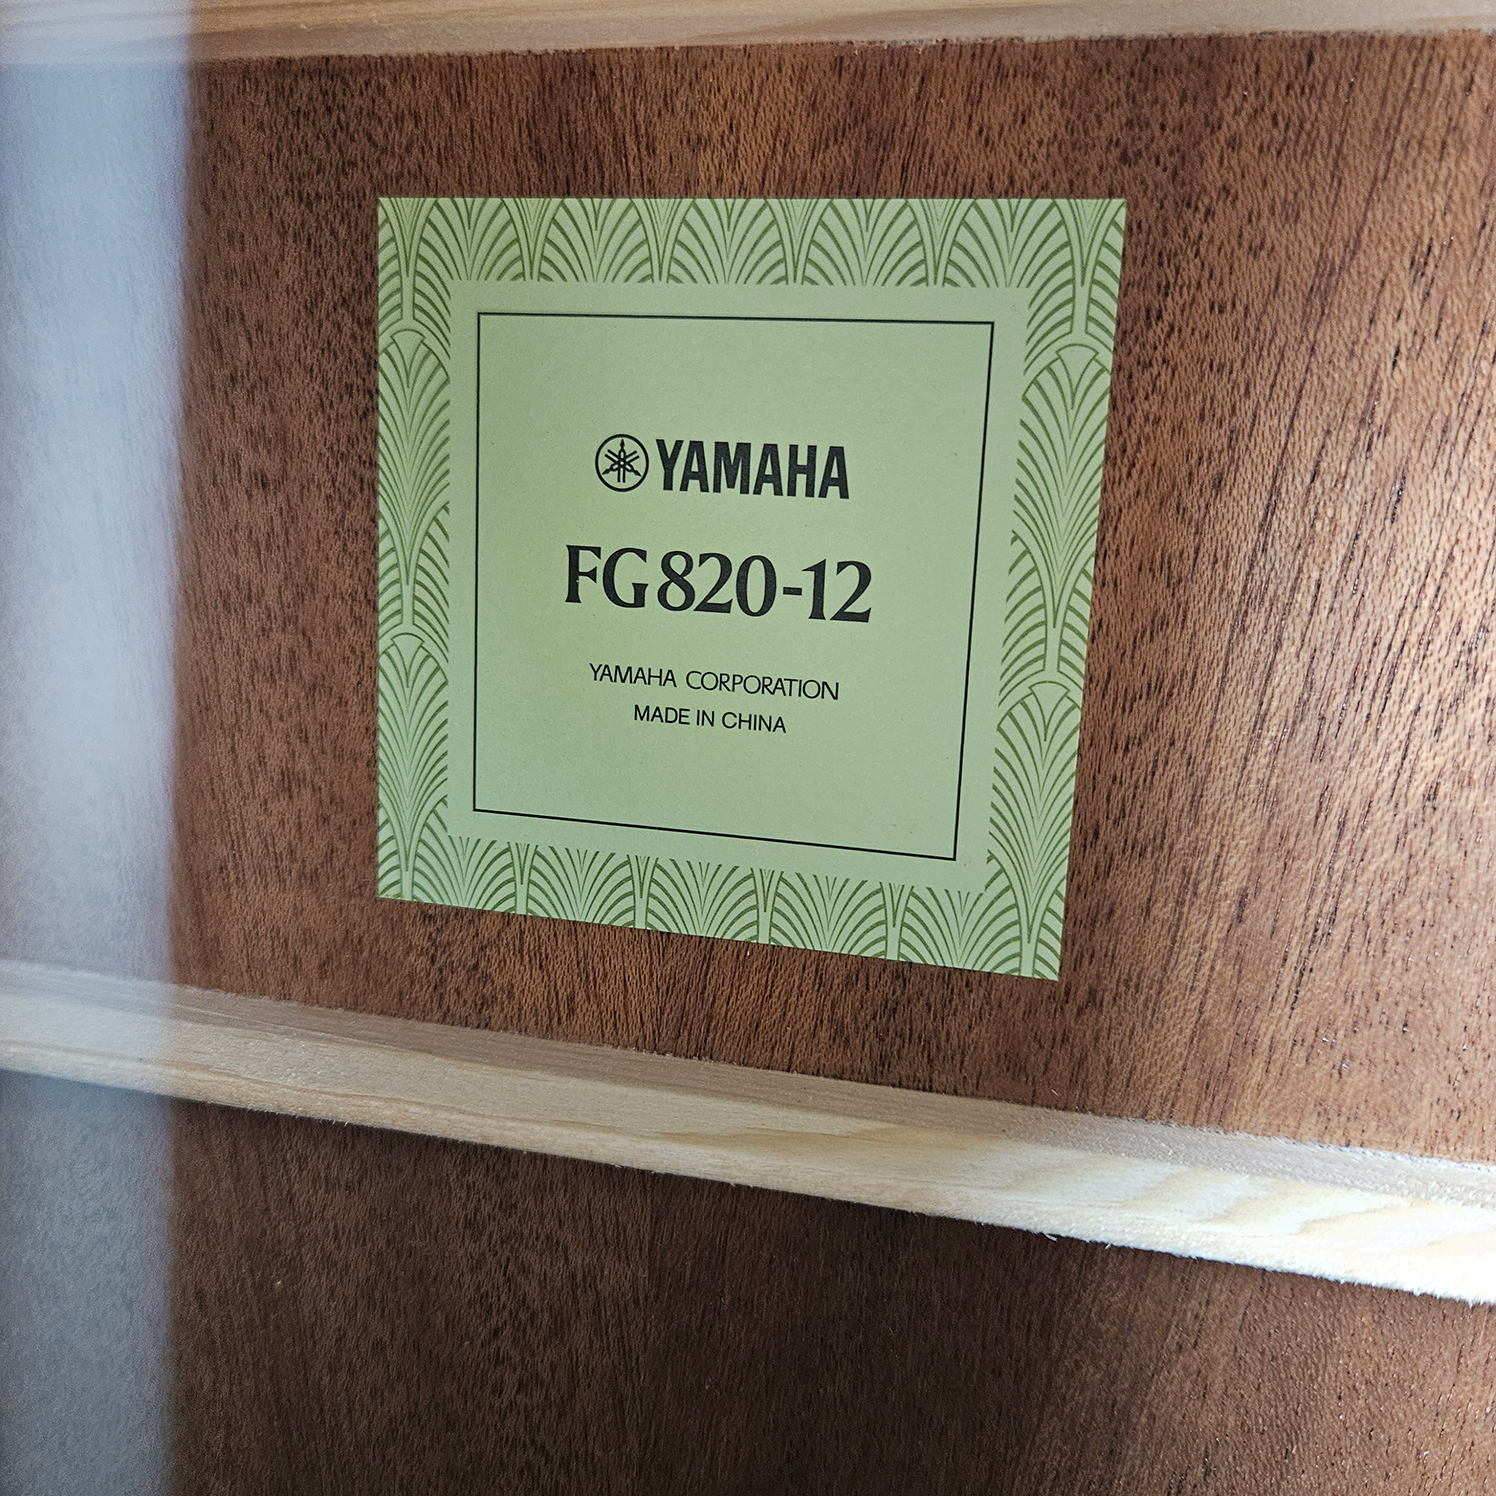 YAMAHA
FG820-12
YAMAHA CORPORATION
MADE IN CHINA